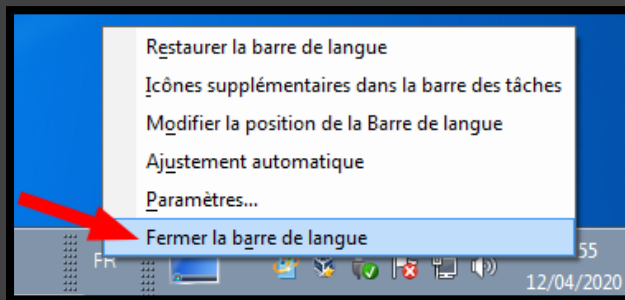 Restaurer la barre de langue
Icônes supplémentaires dans la barre des tâches
Modifier la position de la Barre de langue
Ajustement automatique
Paramètres...
Fermer la barre de langue
FR
55
12/04/2020